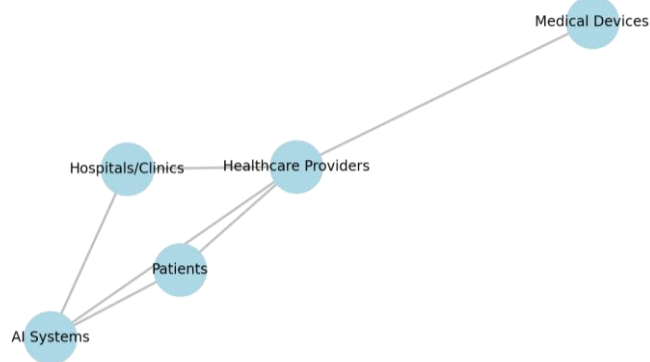 Medical Devices
Hospitals/Clinics
Healthcare Providers
Patients
AI Systems